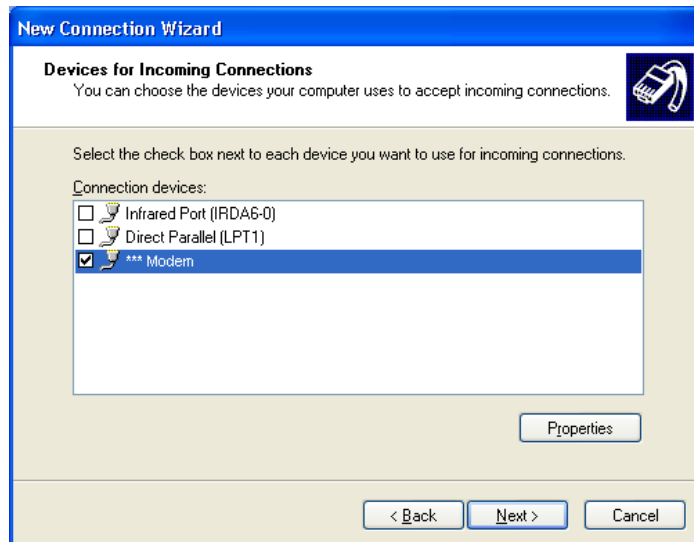 New Connection Wizard
Devices for Incoming Connections
You can choose the devices your computer uses to accept incoming connections.
Select the check box next to each device you want to use for incoming connections.
Connection devices:
Infrared Port (IRDA6-0)
Direct Parallel (LPT1)
*** Modem
Properties
< Back Next > Cancel